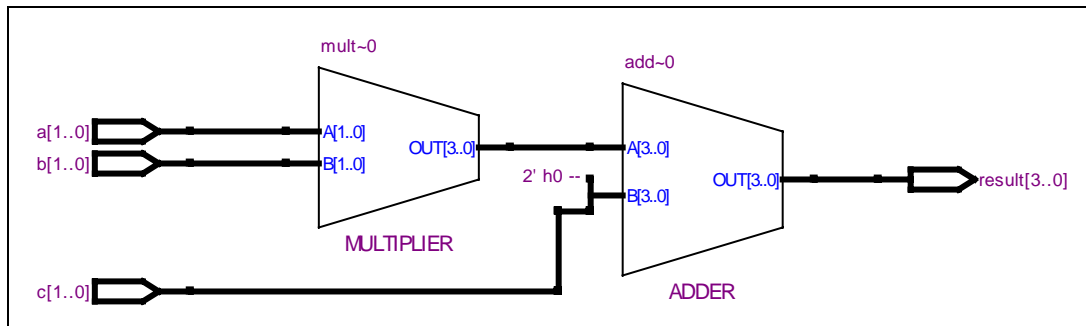 mult~0
add~0
a[1..0]
b[1..0]
A[1..0]
B[1..0]
OUT[3..0]
A[3..0]
2' h0 --
B[3..0]
OUT[3..0]
result[3..0]
MULTIPLIER
c[1..0]
ADDER